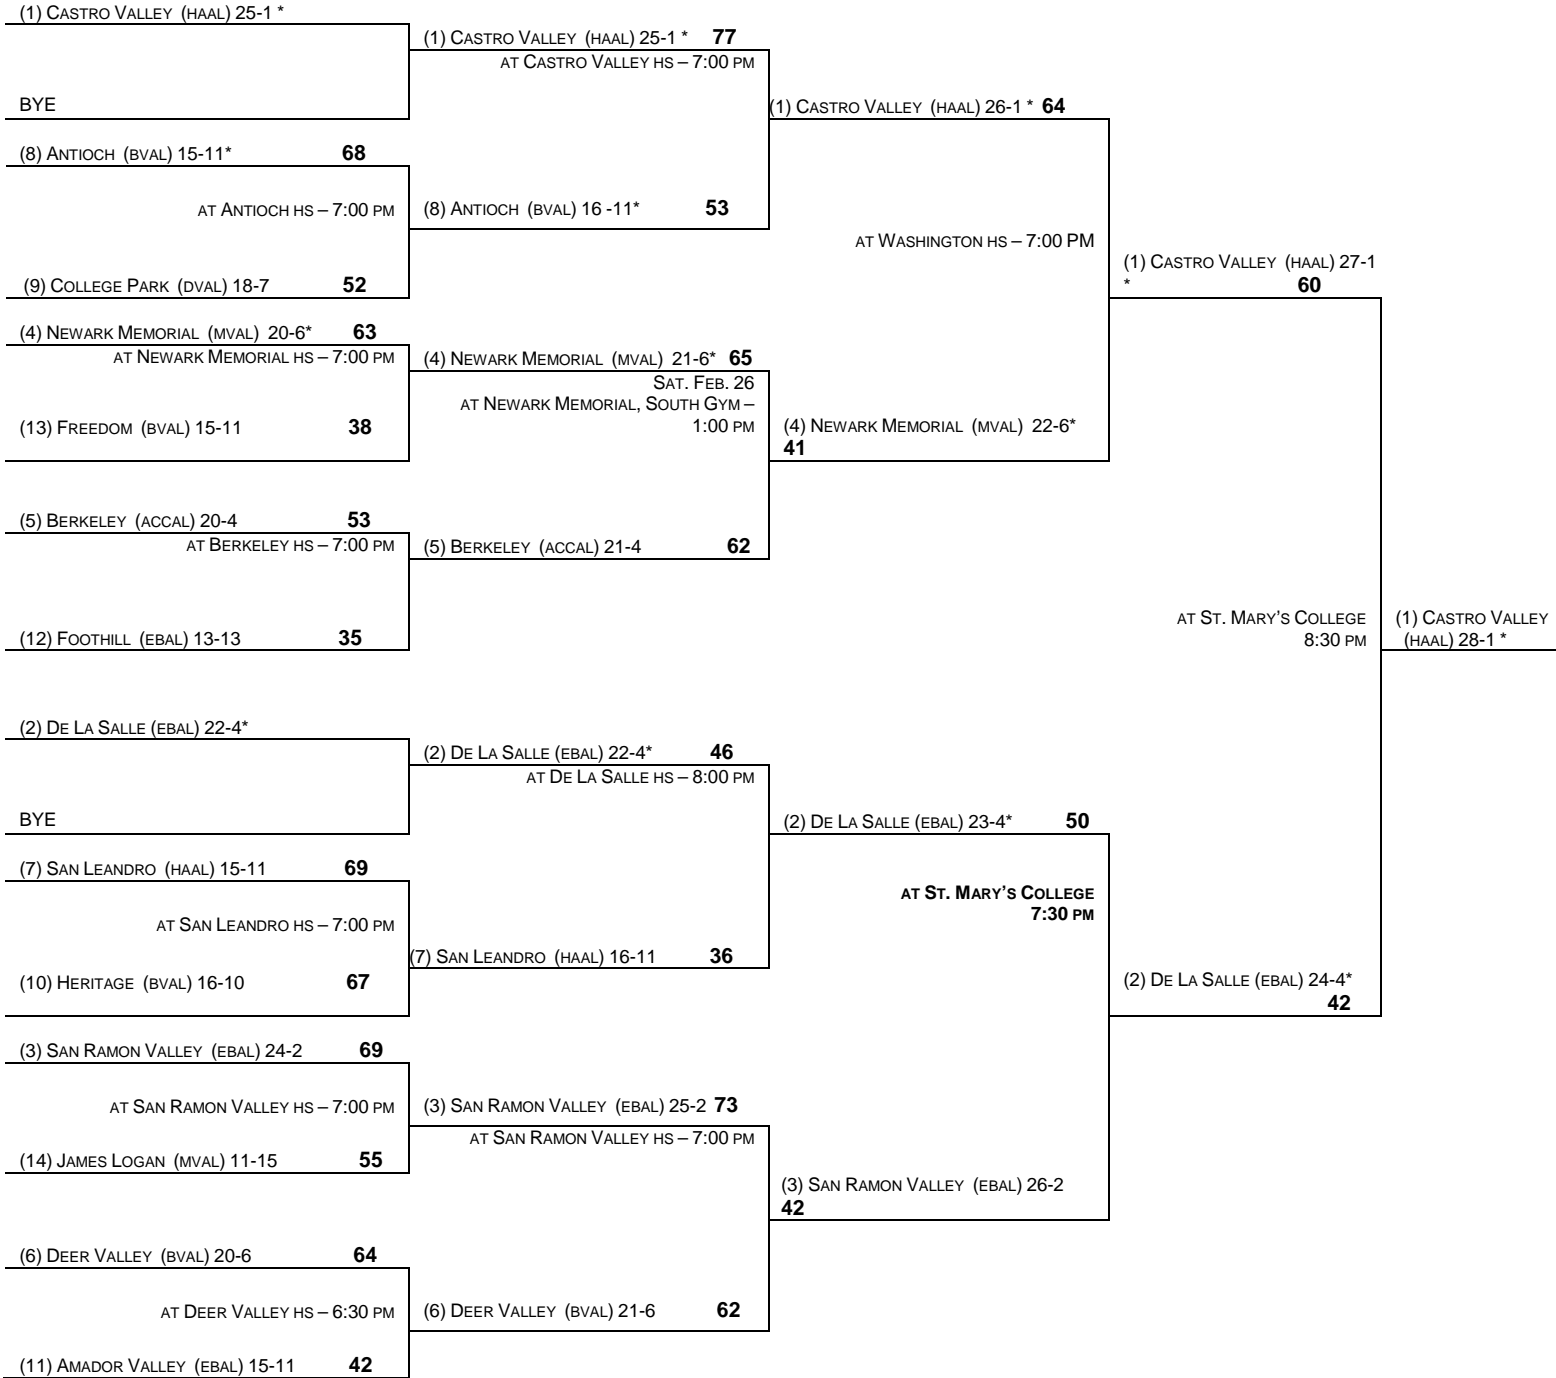 (1) CASTRO VALLEY (HAAL) 25-1 *
BYE
(8) ANTIOCH (BVAL) 15-11* 68
AT ANTIOCH HS – 7:00 PM
(9) COLLEGE PARK (DVAL) 18-7 52
(4) NEWARK MEMORIAL (MVAL) 20-6* 63
AT NEWARK MEMORIAL HS – 7:00 PM
(13) FREEDOM (BVAL) 15-11 38
(5) BERKELEY (ACCAL) 20-4 53
AT BERKELEY HS – 7:00 PM
(12) FOOTHILL (EBAL) 13-13 35
(2) DE LA SALLE (EBAL) 22-4*
BYE
(7) SAN LEANDRO (HAAL) 15-11 69
AT SAN LEANDRO HS – 7:00 PM
(10) HERITAGE (BVAL) 16-10 67
(3) SAN RAMON VALLEY (EBAL) 24-2 69
AT SAN RAMON VALLEY HS – 7:00 PM
(14) JAMES LOGAN (MVAL) 11-15 55
(6) DEER VALLEY (BVAL) 20-6 64
AT DEER VALLEY HS – 6:30 PM
(11) AMADOR VALLEY (EBAL) 15-11 42
(1) CASTRO VALLEY (HAAL) 25-1 * 77
AT CASTRO VALLEY HS – 7:00 PM
(8) ANTIOCH (BVAL) 16 -11* 53
(4) NEWARK MEMORIAL (MVAL) 21-6* 65
SAT. FEB. 26
AT NEWARK MEMORIAL, SOUTH GYM –
1:00 PM
(5) BERKELEY (ACCAL) 21-4 62
(2) DE LA SALLE (EBAL) 22-4* 46
AT DE LA SALLE HS – 8:00 PM
(7) SAN LEANDRO (HAAL) 16-11 36
(3) SAN RAMON VALLEY (EBAL) 25-2 73
AT SAN RAMON VALLEY HS – 7:00 PM
(6) DEER VALLEY (BVAL) 21-6 62
(1) CASTRO VALLEY (HAAL) 26-1 * 64
AT WASHINGTON HS – 7:00 PM
(4) NEWARK MEMORIAL (MVAL) 22-6*
41
(2) DE LA SALLE (EBAL) 23-4* 50
AT ST. MARY'S COLLEGE
7:30 PM
(3) SAN RAMON VALLEY (EBAL) 26-2
42
(1) CASTRO VALLEY (HAAL) 27-1
* 60
AT ST. MARY'S COLLEGE
8:30 PM
(2) DE LA SALLE (EBAL) 24-4*
42
(1) CASTRO VALLEY
(HAAL) 28-1 *